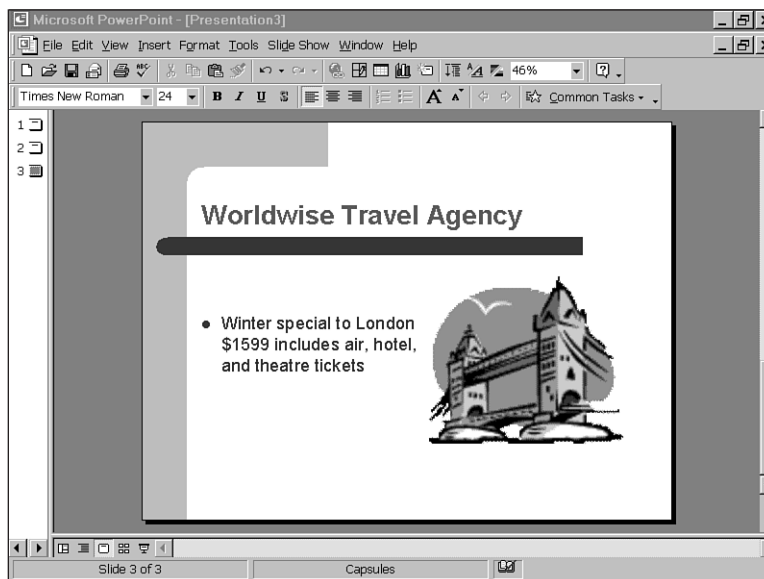 Microsoft PowerPoint - [Presentation3]
File Edit View Insert Format Tools Slide Show Window Help
ABC 46%
Times New Roman 24 B I U S A A Common Tasks
1
2
3
Worldwise Travel Agency
• Winter special to London
$1599 includes air, hotel,
and theatre tickets
Slide 3 of 3 Capsules